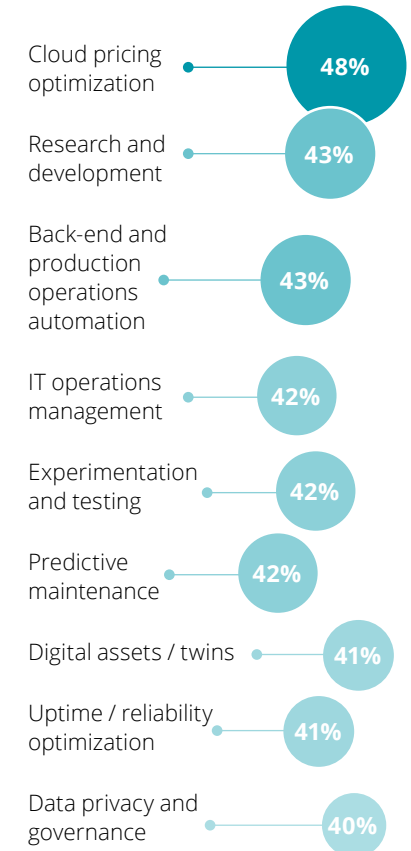 Cloud pricing
optimization
48%
Research and
development
43%
Back-end and
production
operations
automation
43%
IT operations
management
42%
Experimentation
and testing
42%
Predictive
maintenance
42%
Digital assets / twins
41%
Uptime / reliability
optimization
41%
Data privacy and
governance
40%